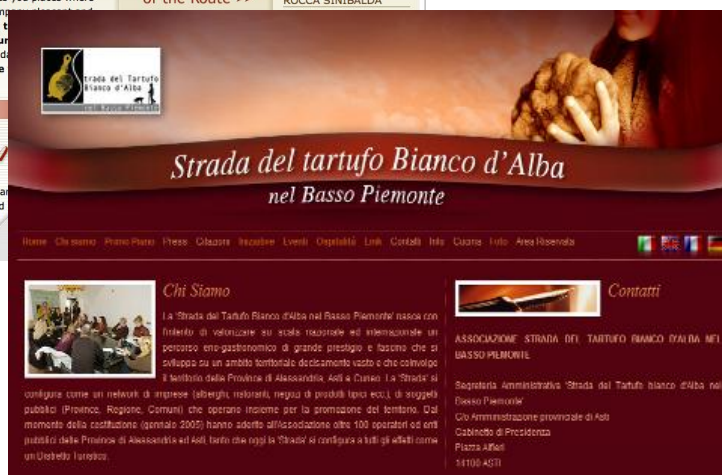 of the Route >>
ROCCA SINIBALDA
Strada del Tartufo
Bianco d'Alba
nel Basso Piemonte
Strada del tartufo Bianco d'Alba
nel Basso Piemonte
Home Chi siamo Primo Piano Press Citazioni Iniziative Eventi Ospitalità Link Contatti Info Cucina Foto Area Riservata
Chi Siamo
La 'Strada del Tartufo Bianco d'Alba nel Basso Piemonte' nasce con
l'intento di valorizzare su scala nazionale ed internazionale un
percorso eno-gastronomico di grande prestigio e fascino che si
sviluppa su un ambito territoriale decisamente vasto e che coinvolge
il territorio delle Province di Alessandria, Asti e Cuneo. La 'Strada' si
configura come un network di imprese (alberghi, ristoranti, negozi di prodotti tipici ecc.), di soggetti
pubblici (Province, Regione, Comuni) che operano insieme per la promozione del territorio. Dal
momento della costituzione (gennaio 2005) hanno aderito all'Associazione oltre 100 operatori ed enti
pubblici delle Province di Alessandria ed Asti, tanto che oggi la 'Strada' si configura a tutti gli effetti come
un Distretto Turistico.
Contatti
ASSOCIAZIONE STRADA DEL TARTUFO BIANCO D'ALBA NEL
BASSO PIEMONTE
Segreteria Amministrativa 'Strada del Tartufo bianco d'Alba nel
Basso Piemonte'
C/o Amministrazione provinciale di Asti
Cabinetto di Presidenza
Piazza Alfieri
14100 ASTI